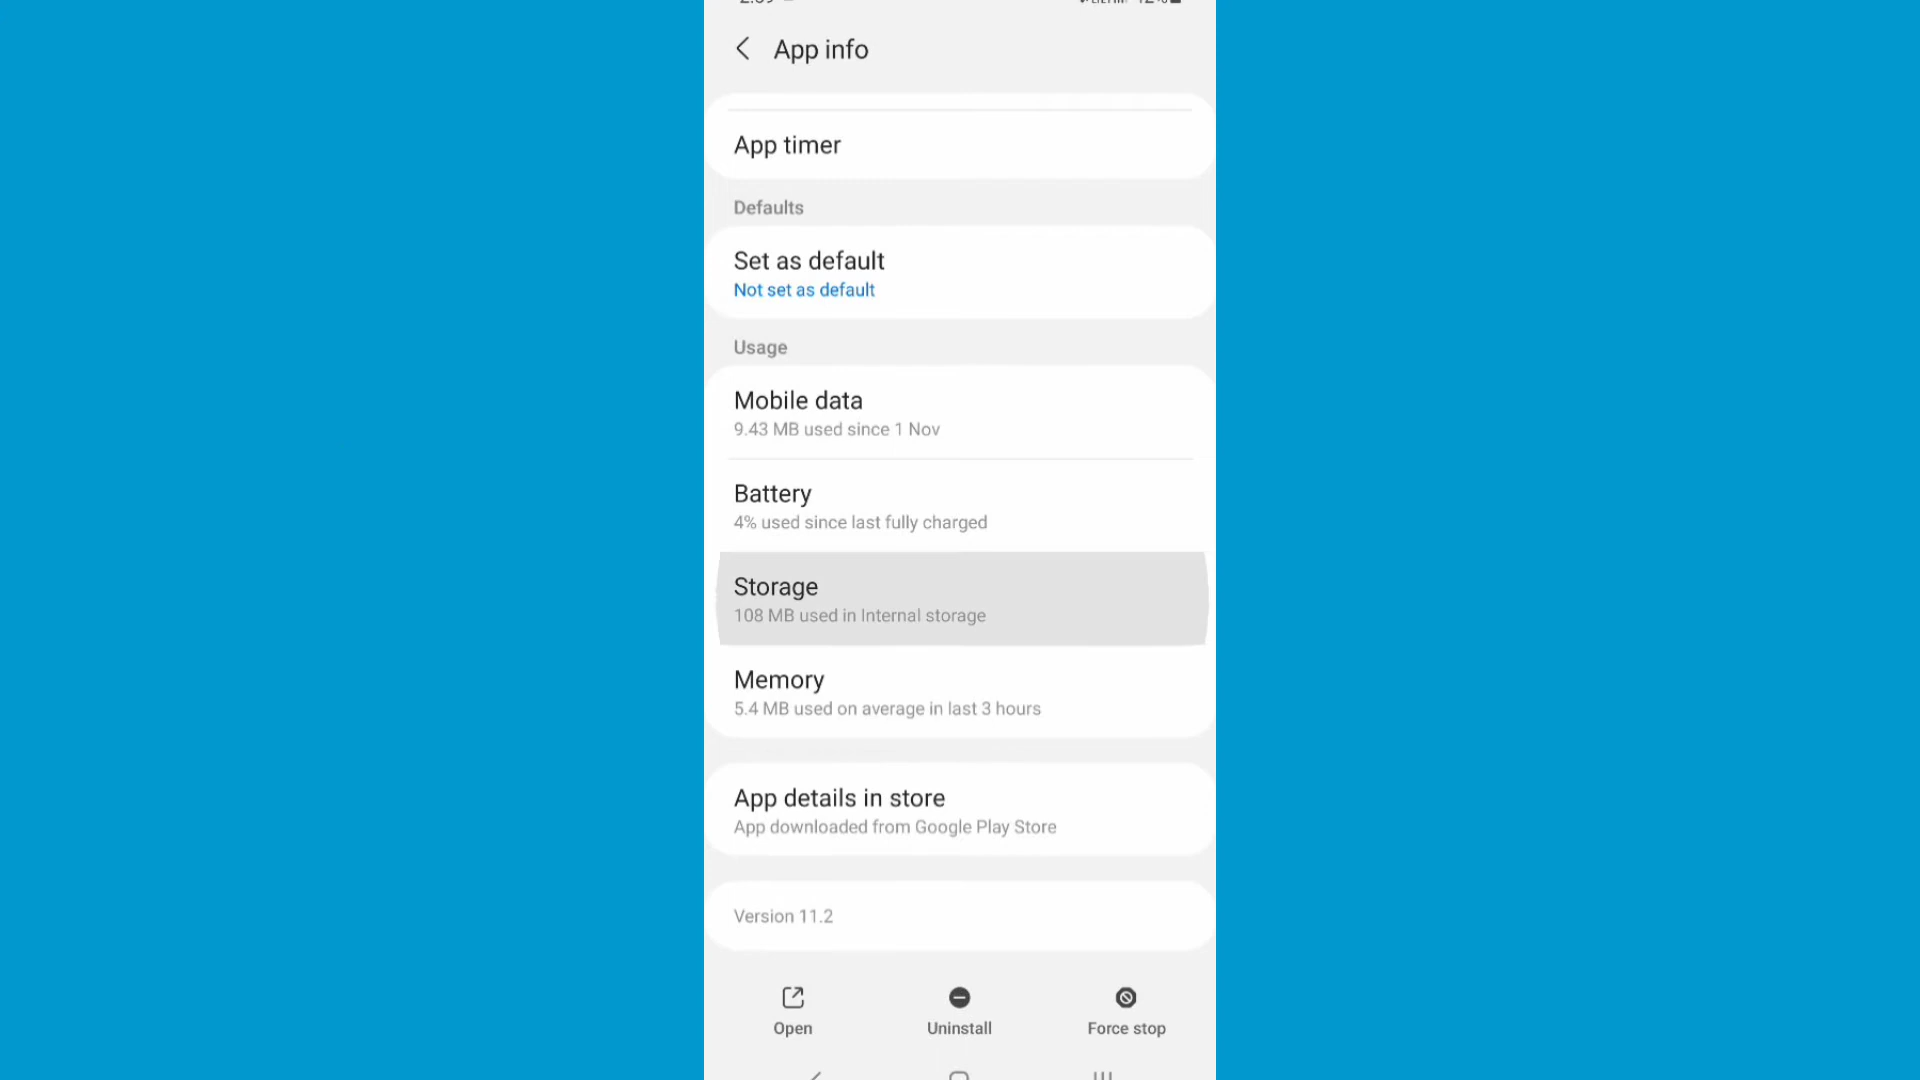 App info
App timer
Defaults
Set as default
Not set as default
Usage
Mobile data
9.43 MB used since 1 Nov
Battery
4% used since last fully charged
Storage
108 MB used in Internal storage
Memory
5.4 MB used on average in last 3 hours
App details in store
App downloaded from Google Play Store
Version 11.2
Open
Uninstall
Force stop